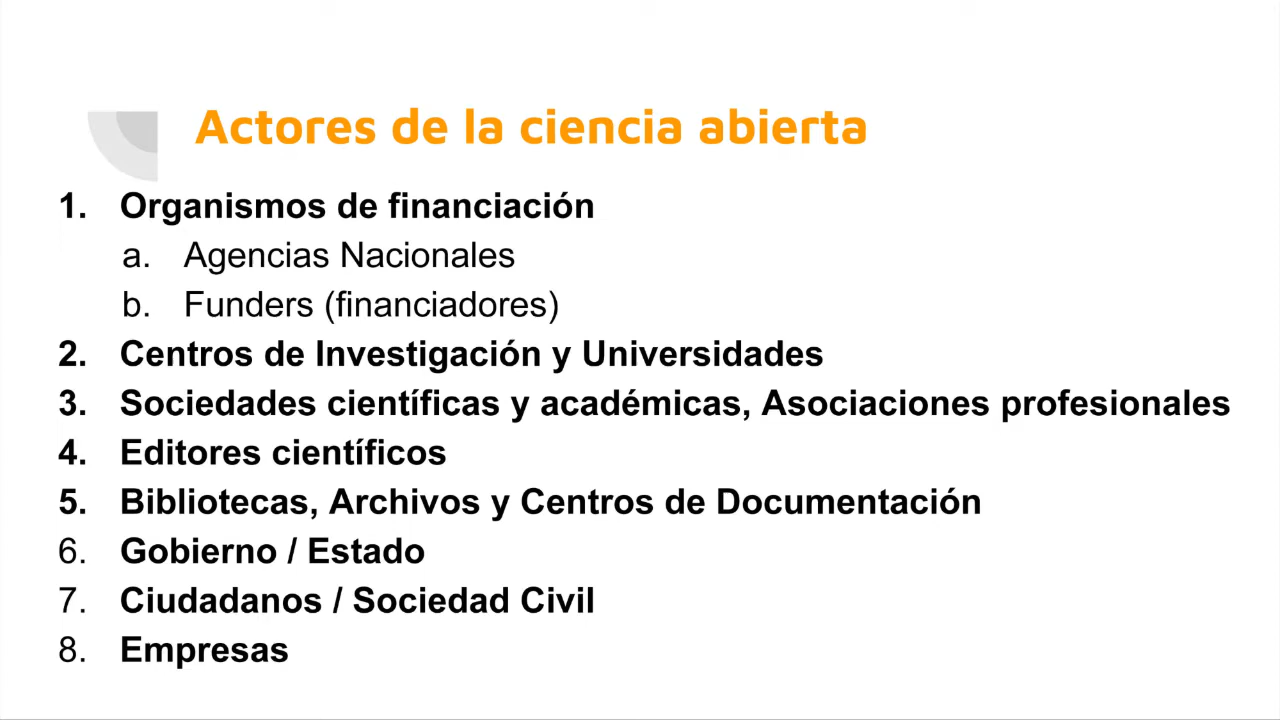 Actores de la ciencia abierta
1. Organismos de financiación
a. Agencias Nacionales
b. Funders (financiadores)
2. Centros de Investigación y Universidades
3. Sociedades científicas y académicas, Asociaciones profesionales
4. Editores científicos
5. Bibliotecas, Archivos y Centros de Documentación
6. Gobierno / Estado
7. Ciudadanos / Sociedad Civil
8. Empresas